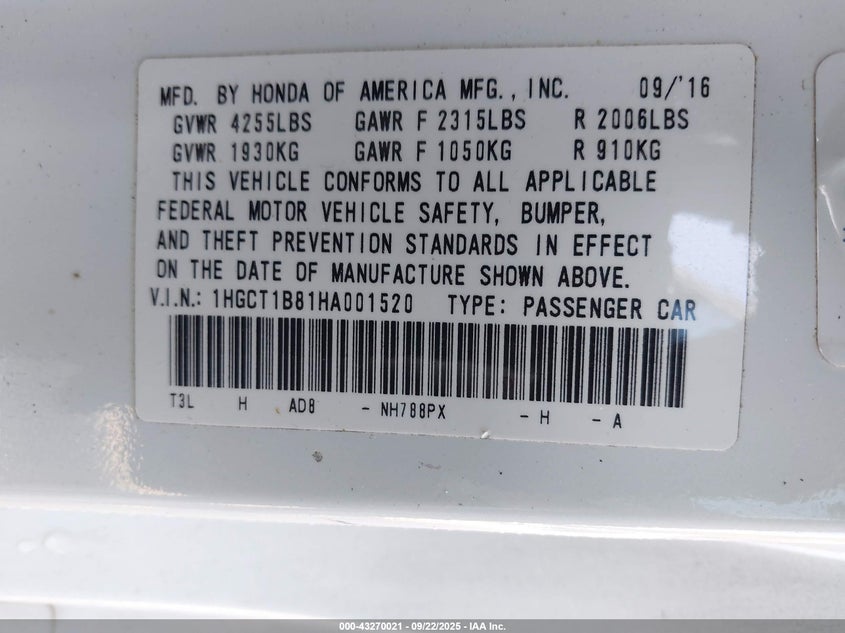 MFD. BY HONDA OF AMERICA MFG., INC. 09/'16
GVWR 4255LBS GAWR F 2315LBS R 2006LBS
GVWR 1930KG GAWR F 1050KG R 910KG
THIS VEHICLE CONFORMS TO ALL APPLICABLE
FEDERAL MOTOR VEHICLE SAFETY, BUMPER,
AND THEFT PREVENTION STANDARDS IN EFFECT
ON THE DATE OF MANUFACTURE SHOWN ABOVE.
V.I.N.: 1HGCT1B81HA001520 TYPE: PASSENGER CAR
T3L H AD8 - NH788PX - H - A
000-43270021 - 09/22/2025 - IAA Inc.